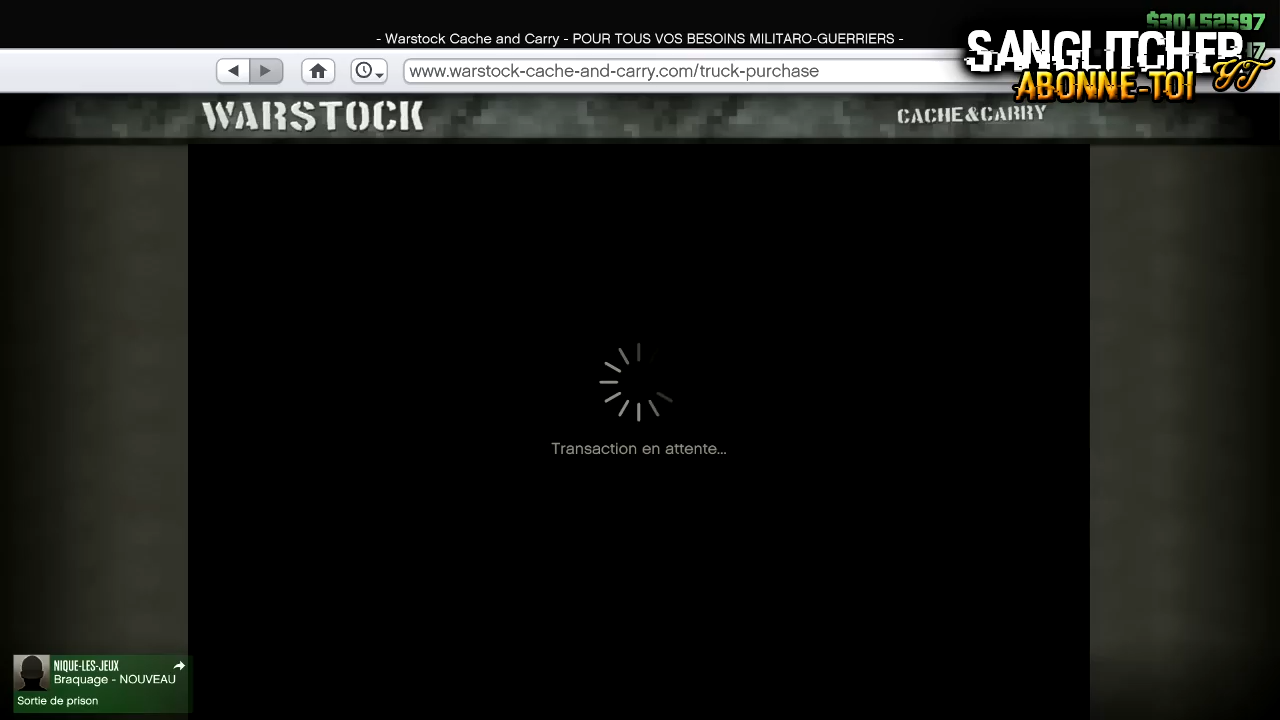 $30152597
- Warstock Cache and Carry - POUR TOUS VOS BESOINS MILITARO-GUERRIERS -
SANGLITCHER
GT
ABONNE-TOI
www.warstock-cache-and-carry.com/truck-purchase
WARSTOCK
CACHE&CARRY
Transaction en attente...
NIQUE-LES-JEUX
Braquage - NOUVEAU
Sortie de prison